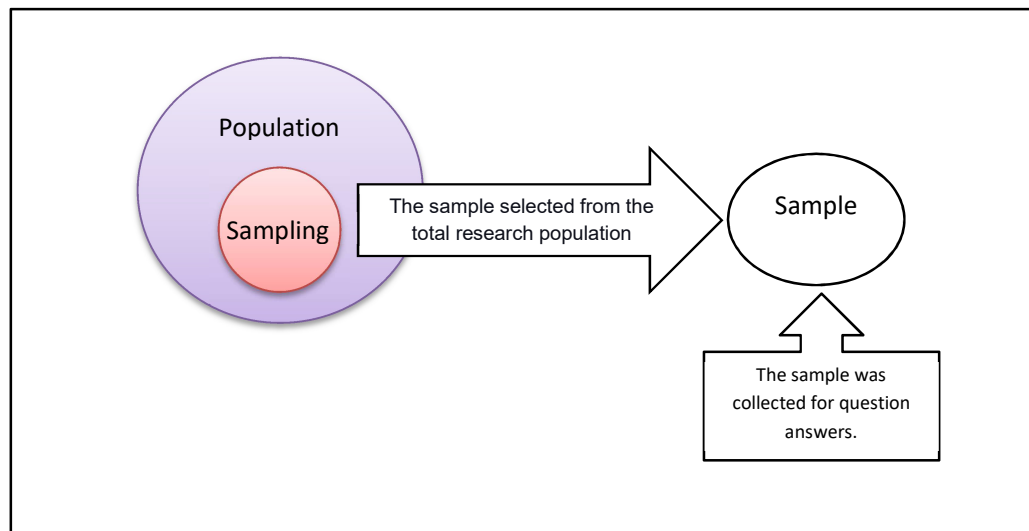 Population
Sampling
The sample selected from the
total research population
Sample
The sample was
collected for question
answers.